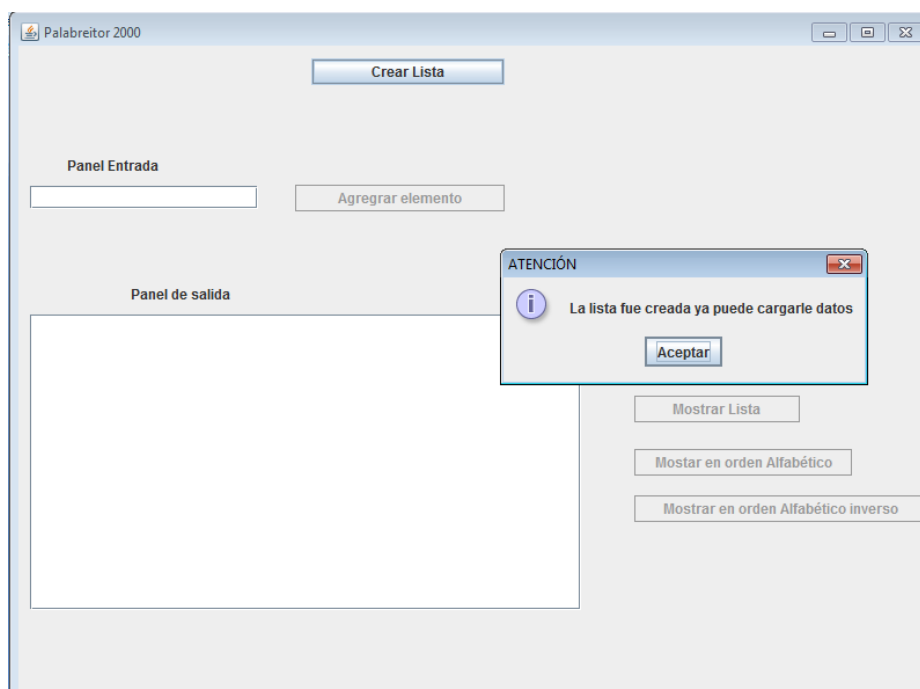 Palabreitor 2000
Crear Lista
Panel Entrada
Agregrar elemento
ATENCIÓN
La lista fue creada ya puede cargarle datos
Aceptar
Panel de salida
Mostrar Lista
Mostar en orden Alfabético
Mostrar en orden Alfabético inverso